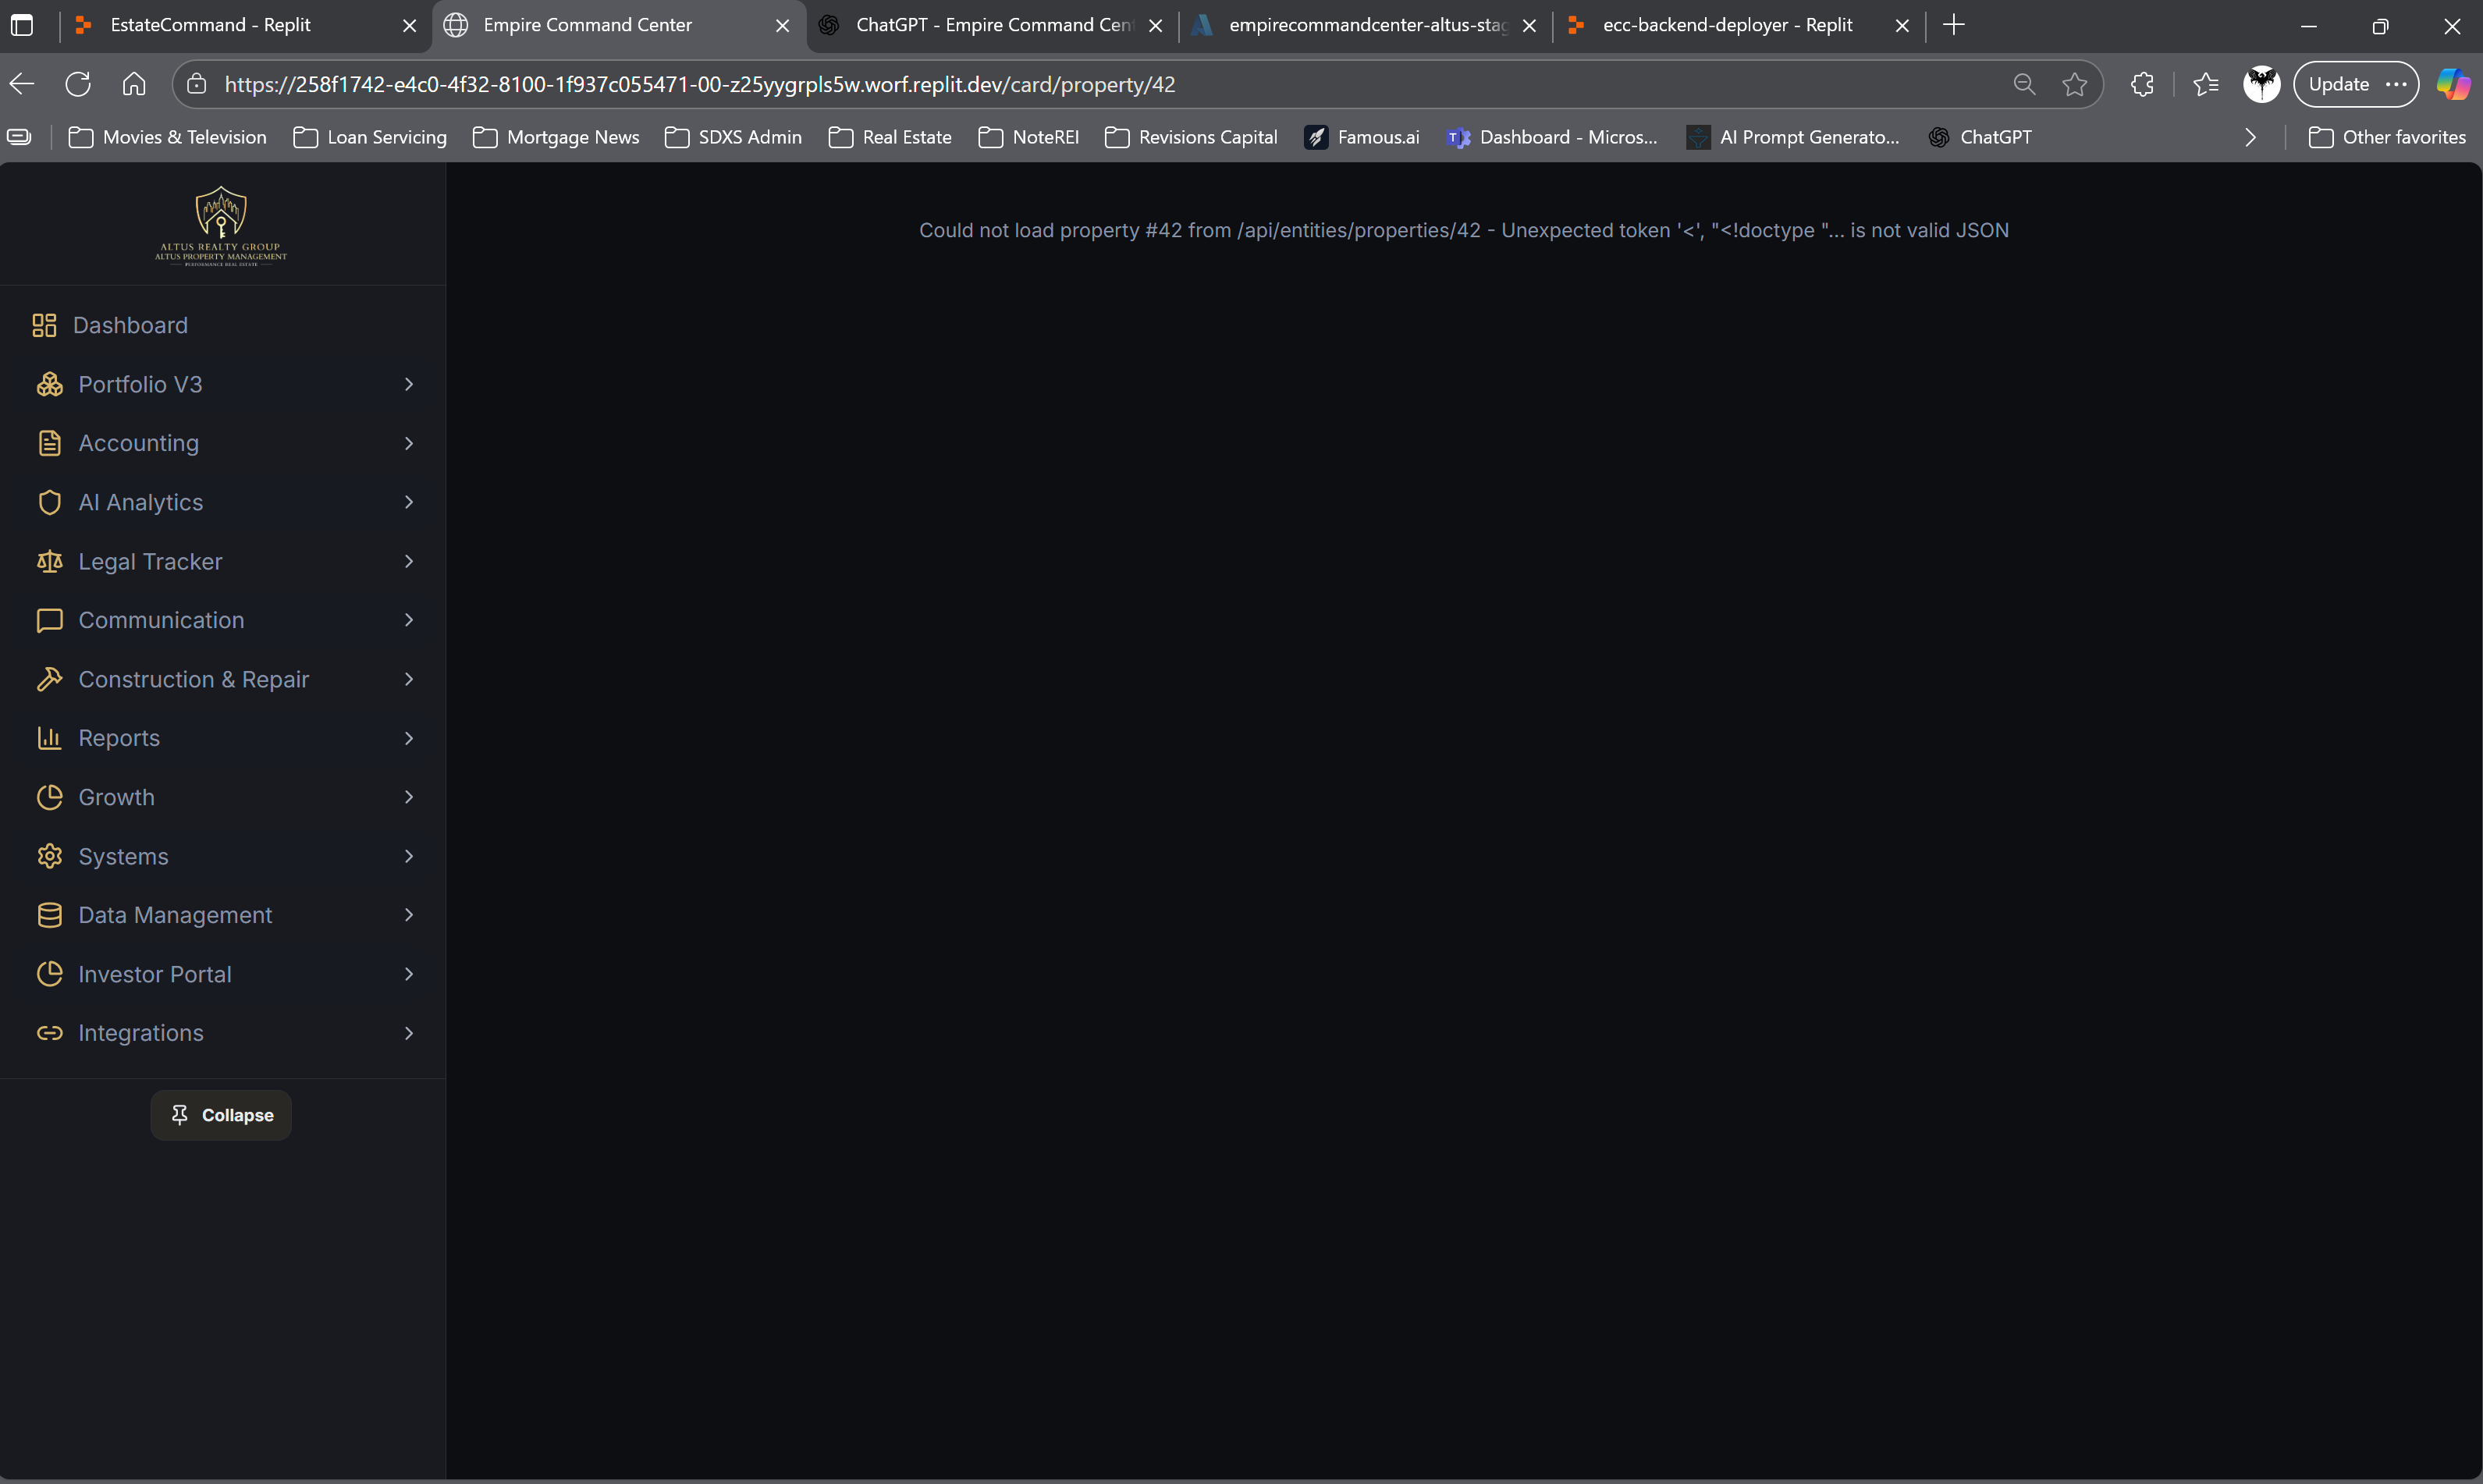 EstateCommand - Replit
Empire Command Center
ChatGPT - Empire Command Cen
empirecommandcenter-altus-stag
ecc-backend-deployer - Replit
https://258f1742-e4c0-4f32-8100-1f937c055471-00-z25yygrpls5w.worf.replit.dev/card/property/42
Update
Movies & Television
Loan Servicing
Mortgage News
SDXS Admin
Real Estate
NoteREI
Revisions Capital
Famous.ai
Dashboard - Micros...
AI Prompt Generato...
ChatGPT
Other favorites
ALTUS REALTY GROUP
ALTUS PROPERTY MANAGEMENT
PERFORMANCE REAL ESTATE
Could not load property #42 from /api/entities/properties/42 - Unexpected token '<', "<!doctype "... is not valid JSON
Dashboard
Portfolio V3
Accounting
AI Analytics
Legal Tracker
Communication
Construction & Repair
Reports
Growth
Systems
Data Management
Investor Portal
Integrations
Collapse